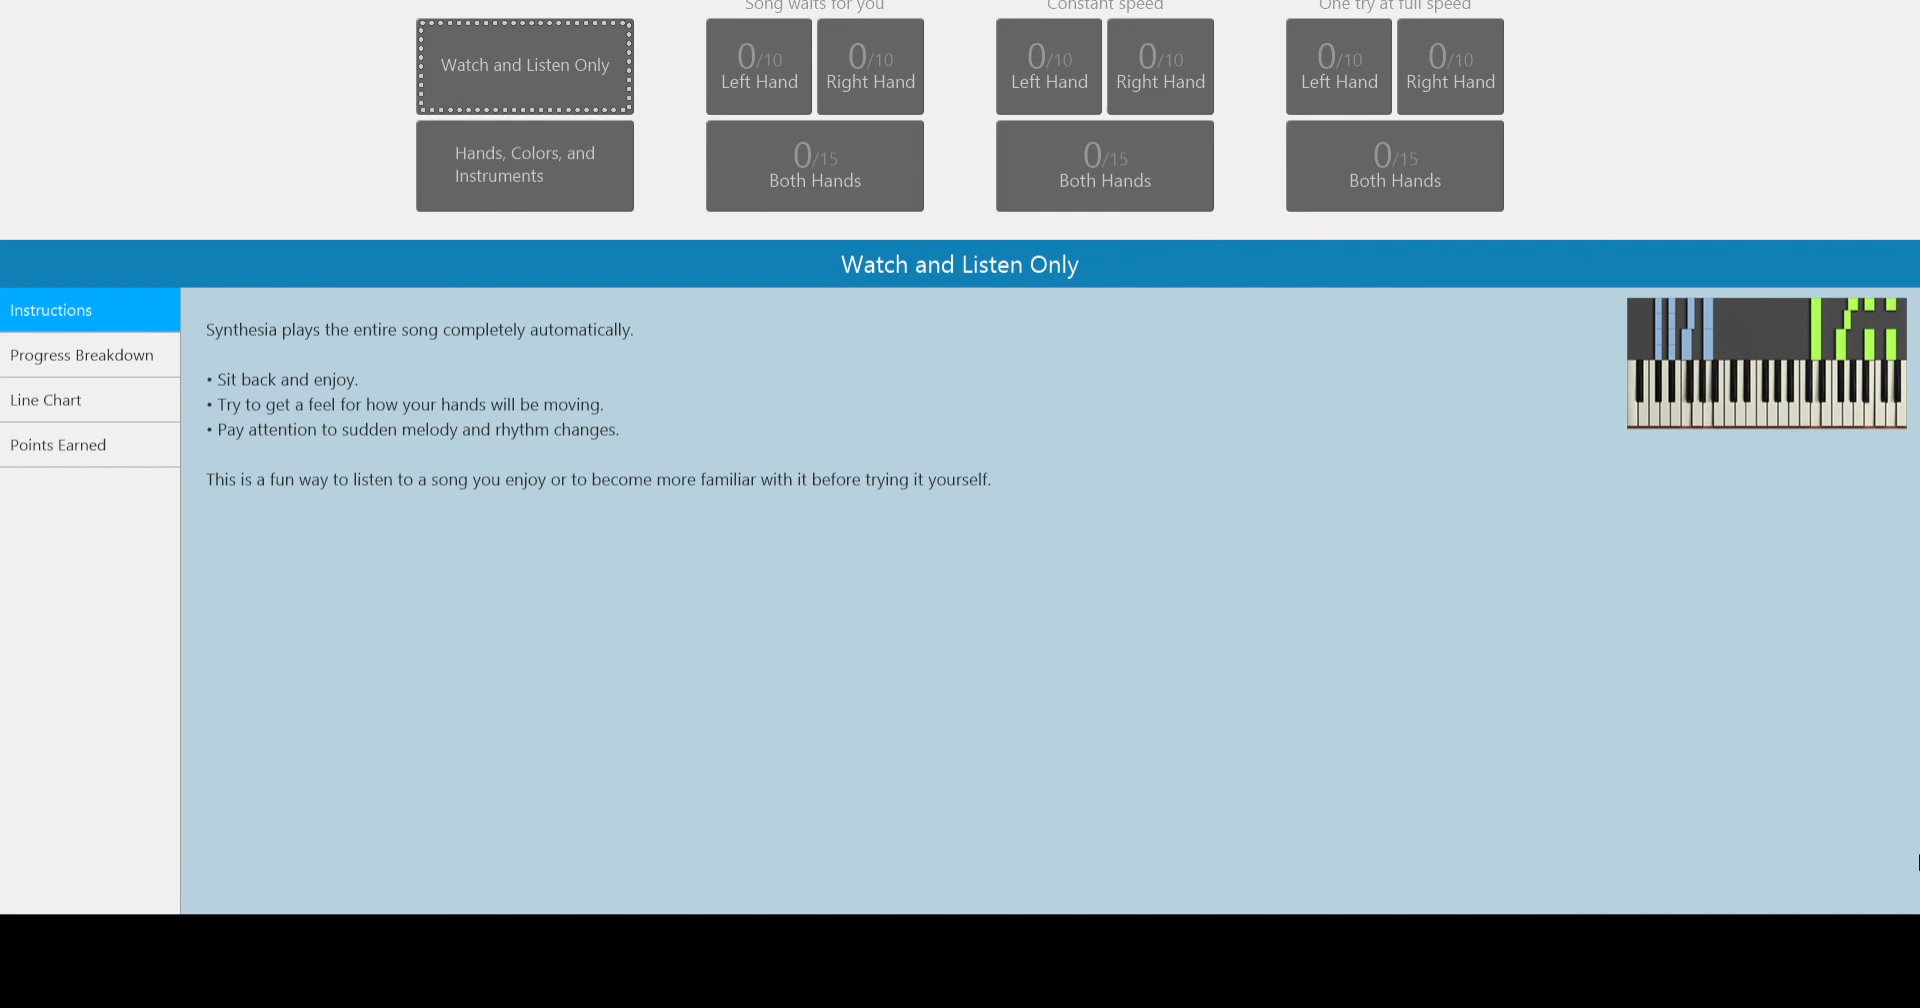 Song waits for you
Constant speed
One try at full speed
Watch and Listen Only
0/10
Left Hand
0/10
Right Hand
0/10
Left Hand
0/10
Right Hand
0/10
Left Hand
0/10
Right Hand
Hands, Colors, and
Instruments
0/15
Both Hands
0/15
Both Hands
0/15
Both Hands
Watch and Listen Only
Instructions
Progress Breakdown
Line Chart
Points Earned
Synthesia plays the entire song completely automatically.
• Sit back and enjoy.
• Try to get a feel for how your hands will be moving.
• Pay attention to sudden melody and rhythm changes.
This is a fun way to listen to a song you enjoy or to become more familiar with it before trying it yourself.